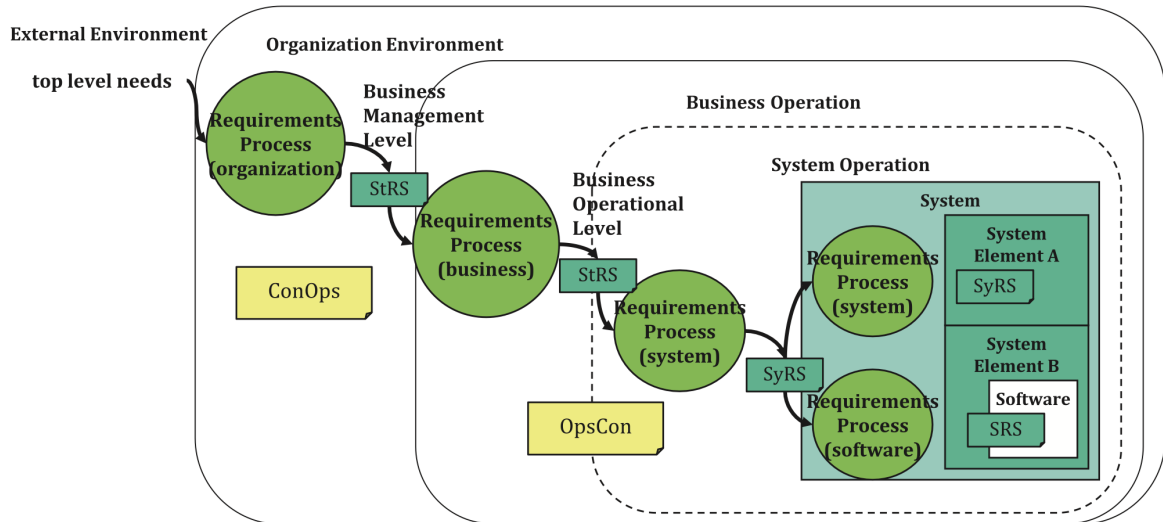 External Environment
top level needs
Organization Environment
Requirements
Process
(organization)
Business
Management
Level
StRS
ConOps
Business Operation
Requirements
Process
(business)
Business
Operational
Level
StRS
OpsCon
System Operation
Requirements
Process
(system)
SyRS
System
Requirements
Process
(system)
Requirements
Process
(software)
System
Element A
SyRS
System
Element B
Software
SRS